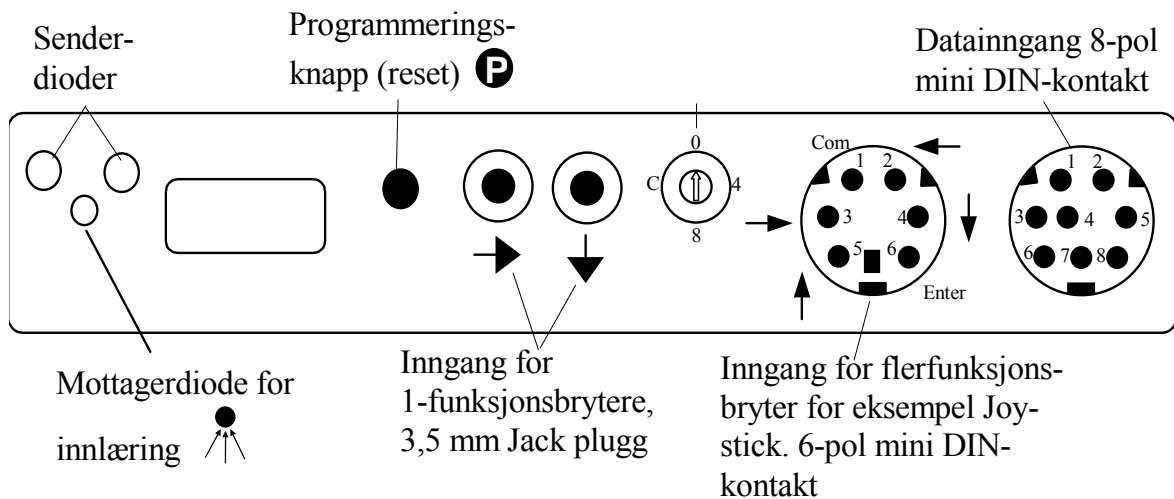 Sender-
dioder
Programmerings-
knapp (reset) P
Datainngang 8-pol
mini DIN-kontakt
0
C
4
8
Com
1 2
3 4
5 6
Enter
1 2
3 4 5
6 7 8
Mottagerdiode for
innlæring
Inngang for
1-funksjonsbrytere,
3,5 mm Jack plugg
Inngang for flerfunksjons-
bryter for eksempel Joy-
stick. 6-pol mini DIN-
kontakt